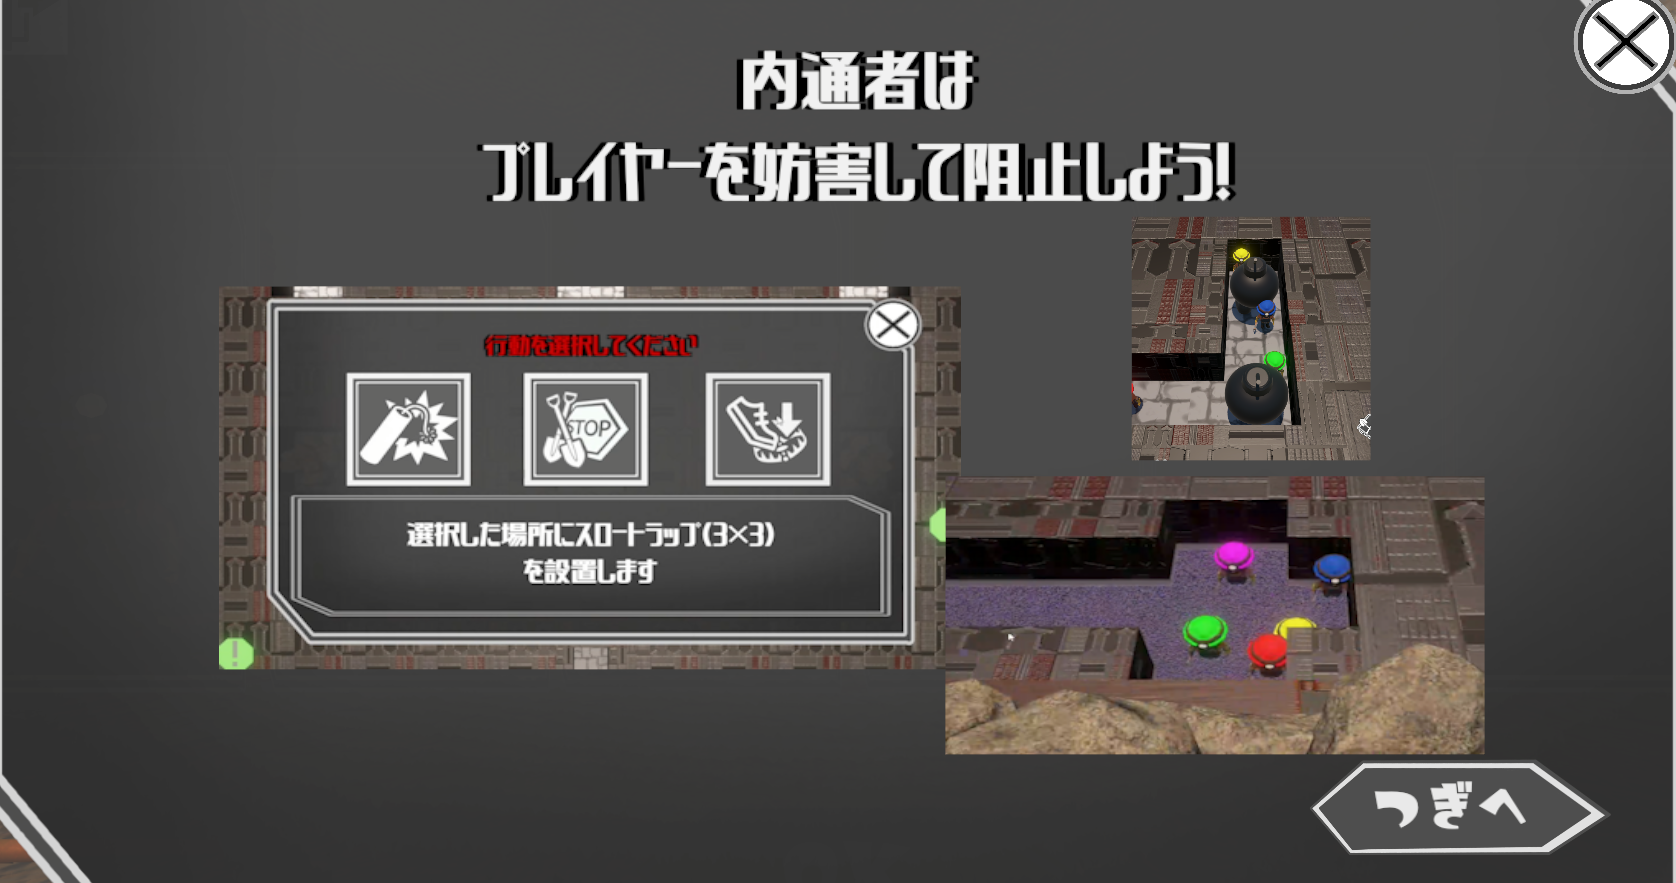 内通者は
プレイヤーを妨害して阻止しよう!
行動を選択してください
STOP
選択した場所にスロートラップ(3×3)
を設置します
つぎへ